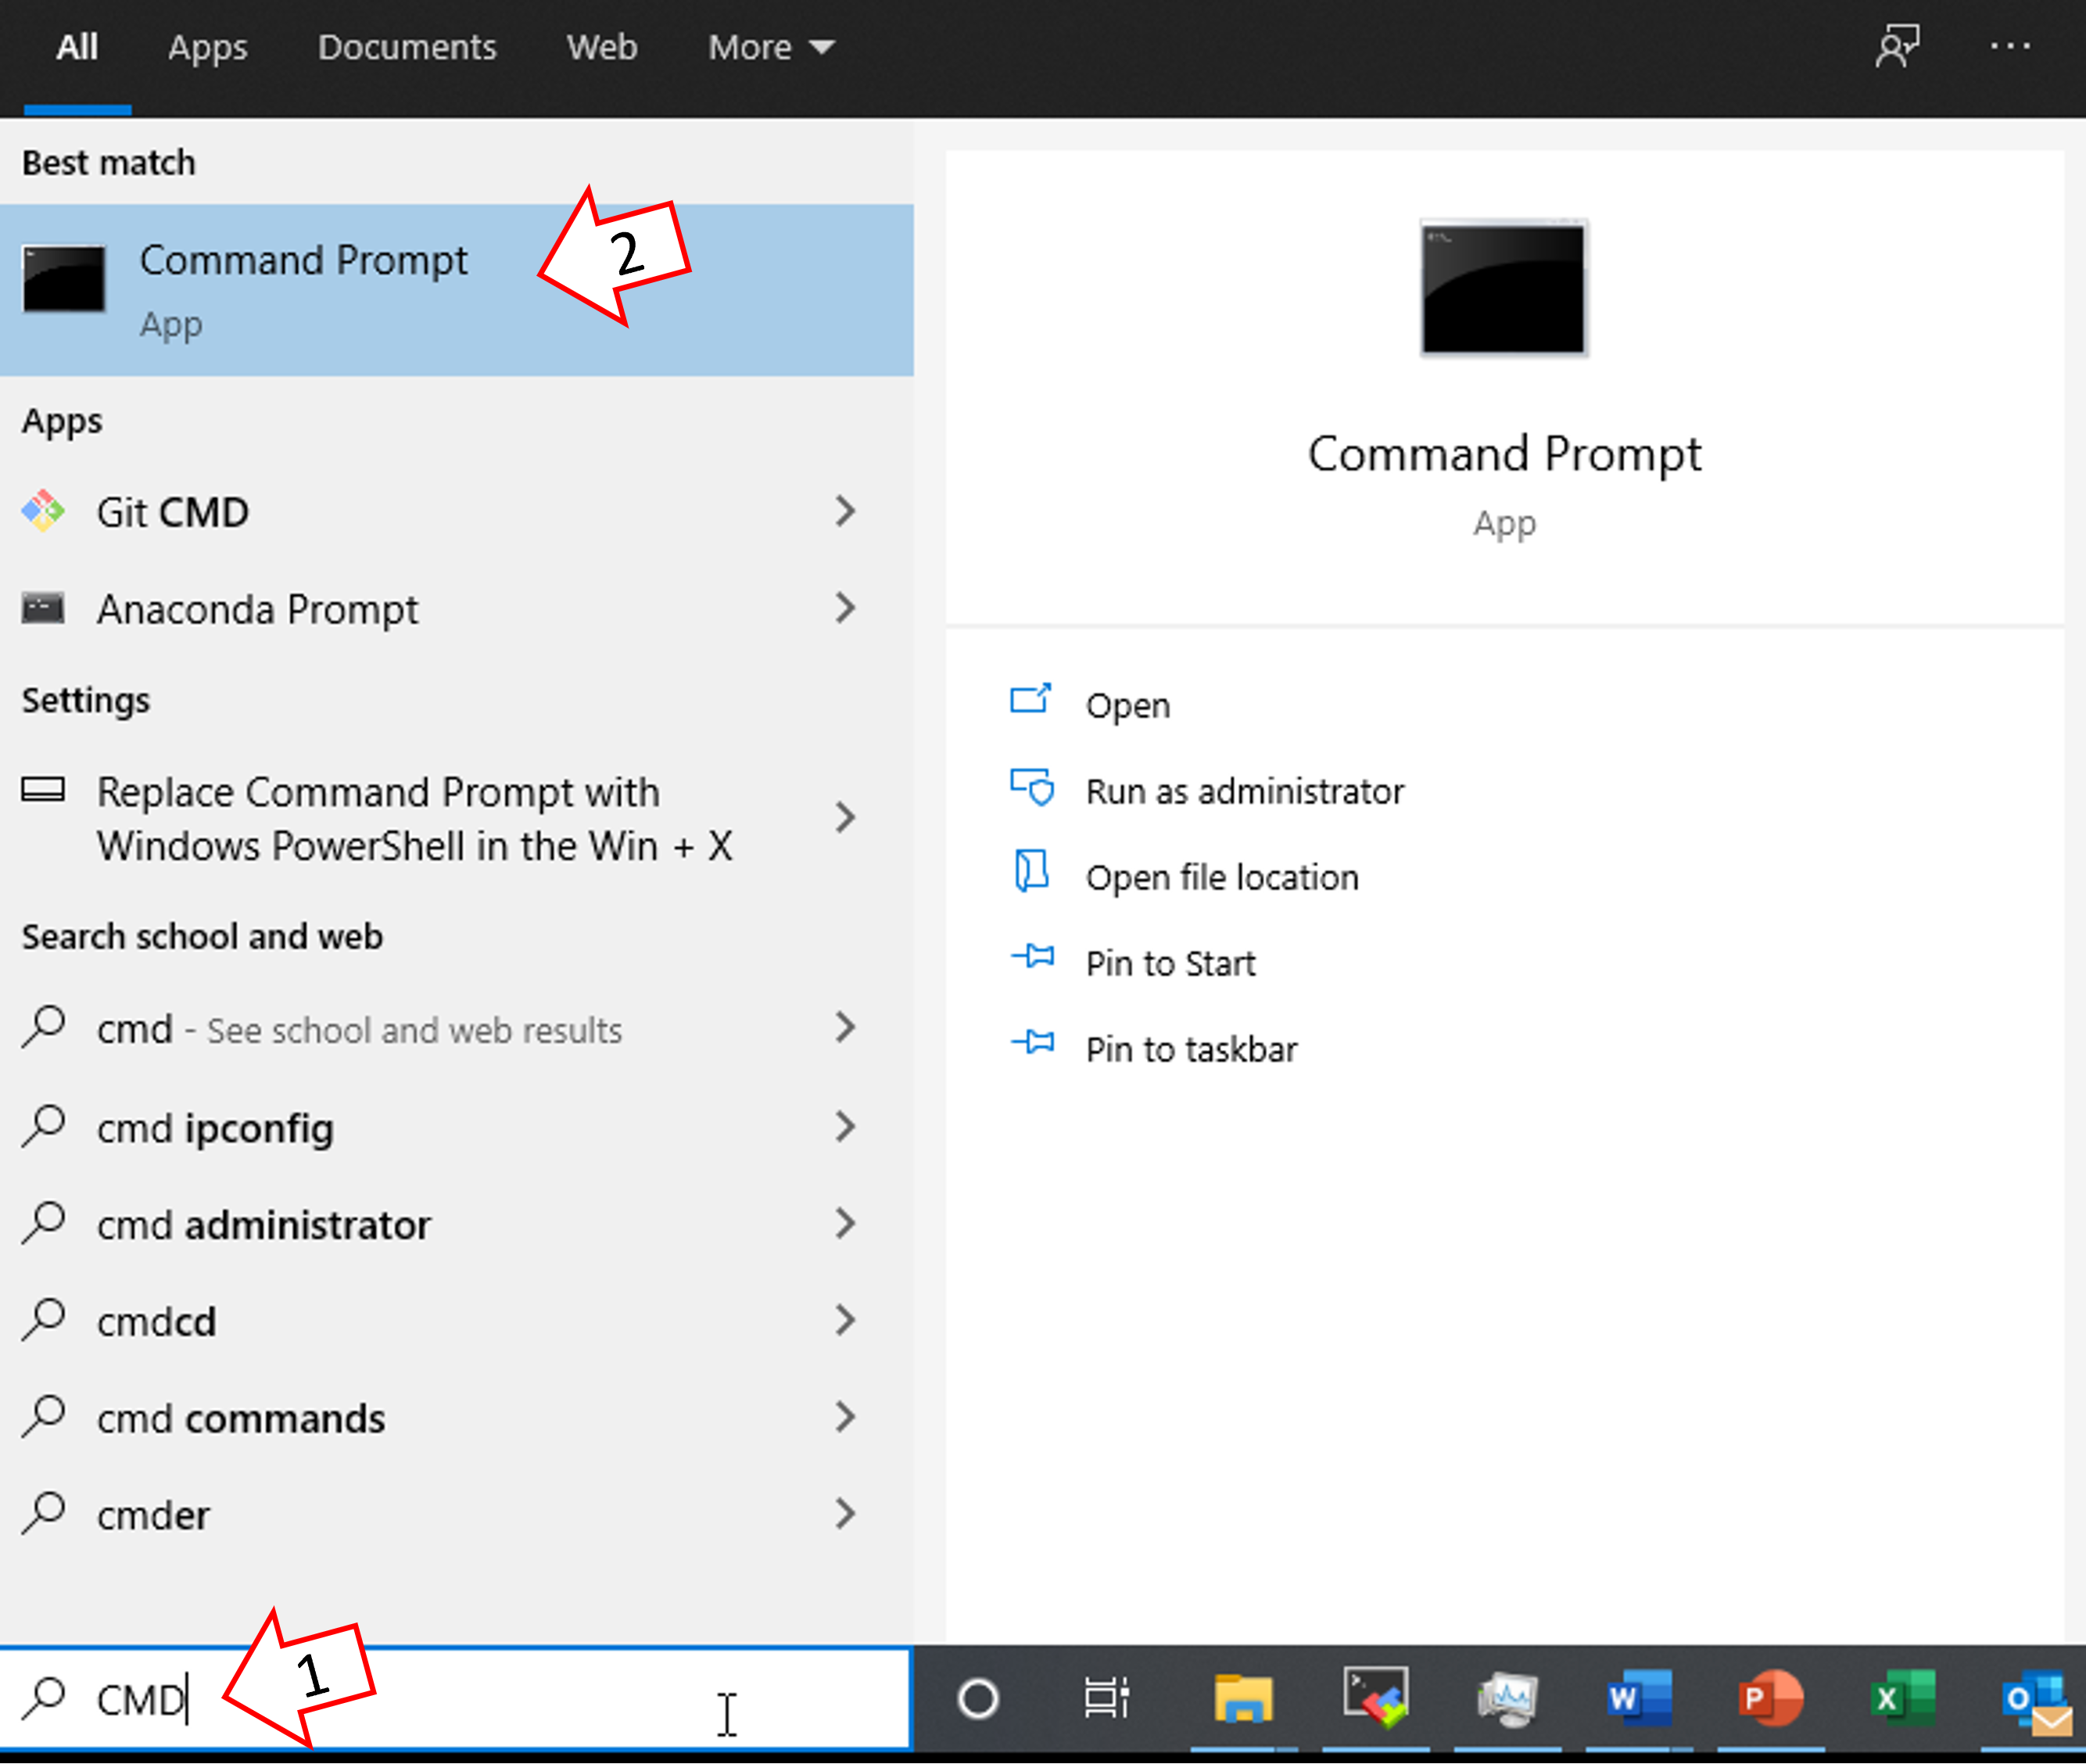 All Apps Documents Web More
Best match
Command Prompt
App
2
Apps
Git CMD
Anaconda Prompt
Settings
Replace Command Prompt with
Windows PowerShell in the Win + X
Search school and web
cmd - See school and web results
cmd ipconfig
cmd administrator
cmdcd
cmd commands
cmder
CMD
1
Command Prompt
App
Open
Run as administrator
Open file location
Pin to Start
Pin to taskbar
W P X O